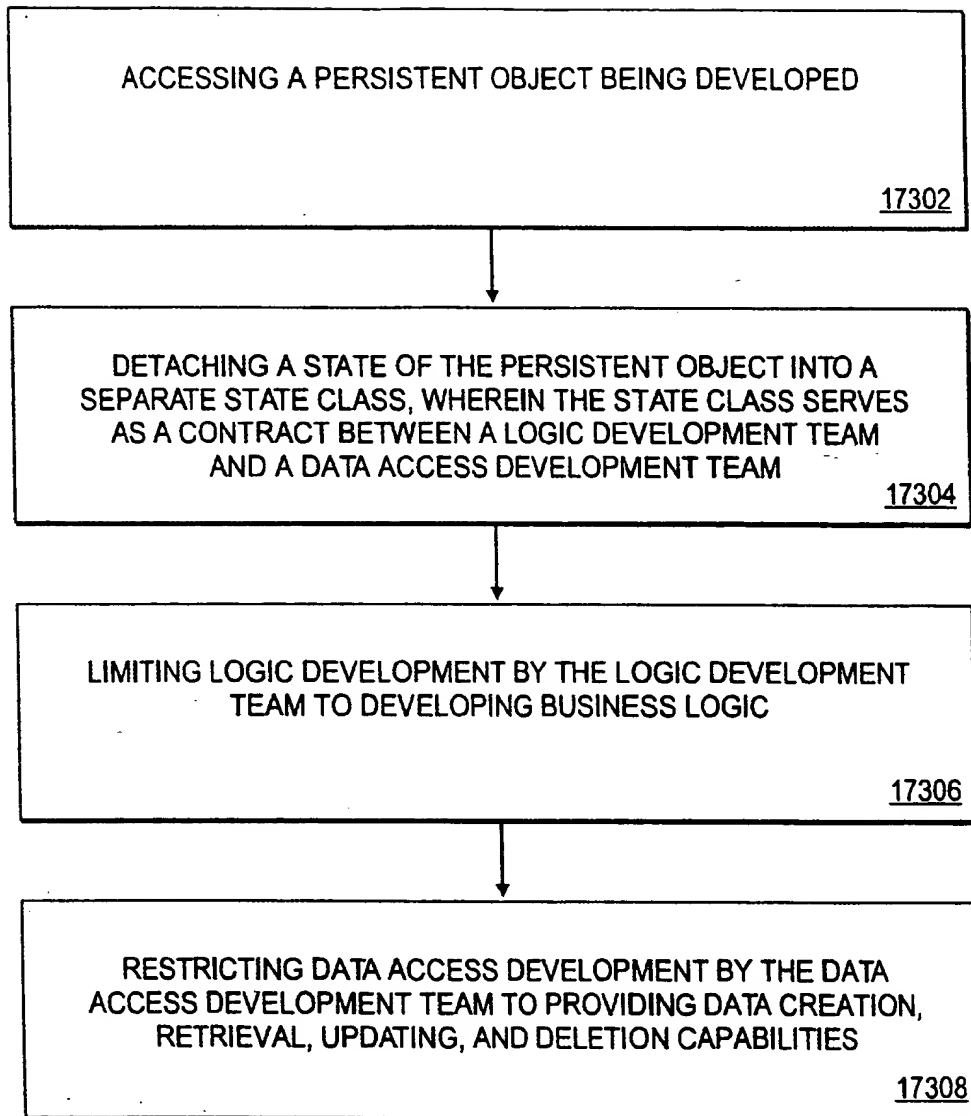 ACCESSING A PERSISTENT OBJECT BEING DEVELOPED
17302
DETACHING A STATE OF THE PERSISTENT OBJECT INTO A
SEPARATE STATE CLASS, WHEREIN THE STATE CLASS SERVES
AS A CONTRACT BETWEEN A LOGIC DEVELOPMENT TEAM
AND A DATA ACCESS DEVELOPMENT TEAM
17304
LIMITING LOGIC DEVELOPMENT BY THE LOGIC DEVELOPMENT
TEAM TO DEVELOPING BUSINESS LOGIC
17306
RESTRICTING DATA ACCESS DEVELOPMENT BY THE DATA
ACCESS DEVELOPMENT TEAM TO PROVIDING DATA CREATION,
RETRIEVAL, UPDATING, AND DELETION CAPABILITIES
17308